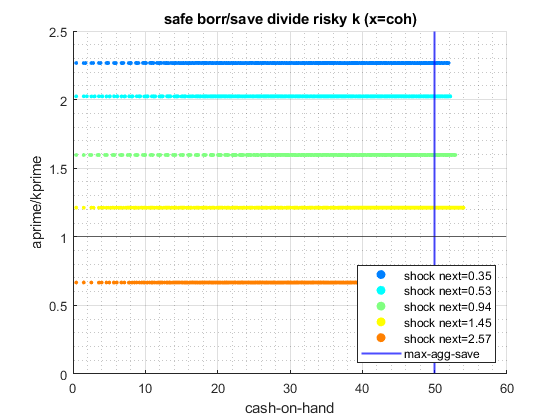 safe borr/save divide risky k (x=coh)
2.5
2
1.5
1
0.5
0
aprime/kprime
0
10
20
30
40
50
60
cash-on-hand
shock next=0.35
shock next=0.53
shock next=0.94
shock next=1.45
shock next=2.57
max-agg-save